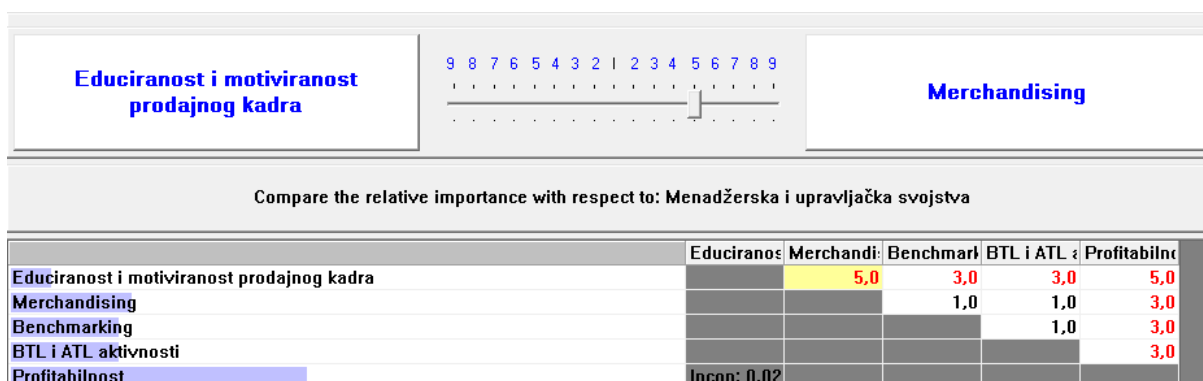 Educiranost i motiviranost
prodajnog kadra
9 8 7 6 5 4 3 2 1 2 3 4 5 6 7 8 9
Merchandising
Compare the relative importance with respect to: Menadžerska i upravljačka svojstva
Educiranos Merchandi Benchmark BTL i ATL a Profitabilno
Educiranost i motiviranost prodajnog kadra 5,0 3,0 3,0 5,0
Merchandising 1,0 1,0 3,0
Benchmarking 1,0 3,0
BTL i ATL aktivnosti 3,0
Profitabilnost Incon: 0,02